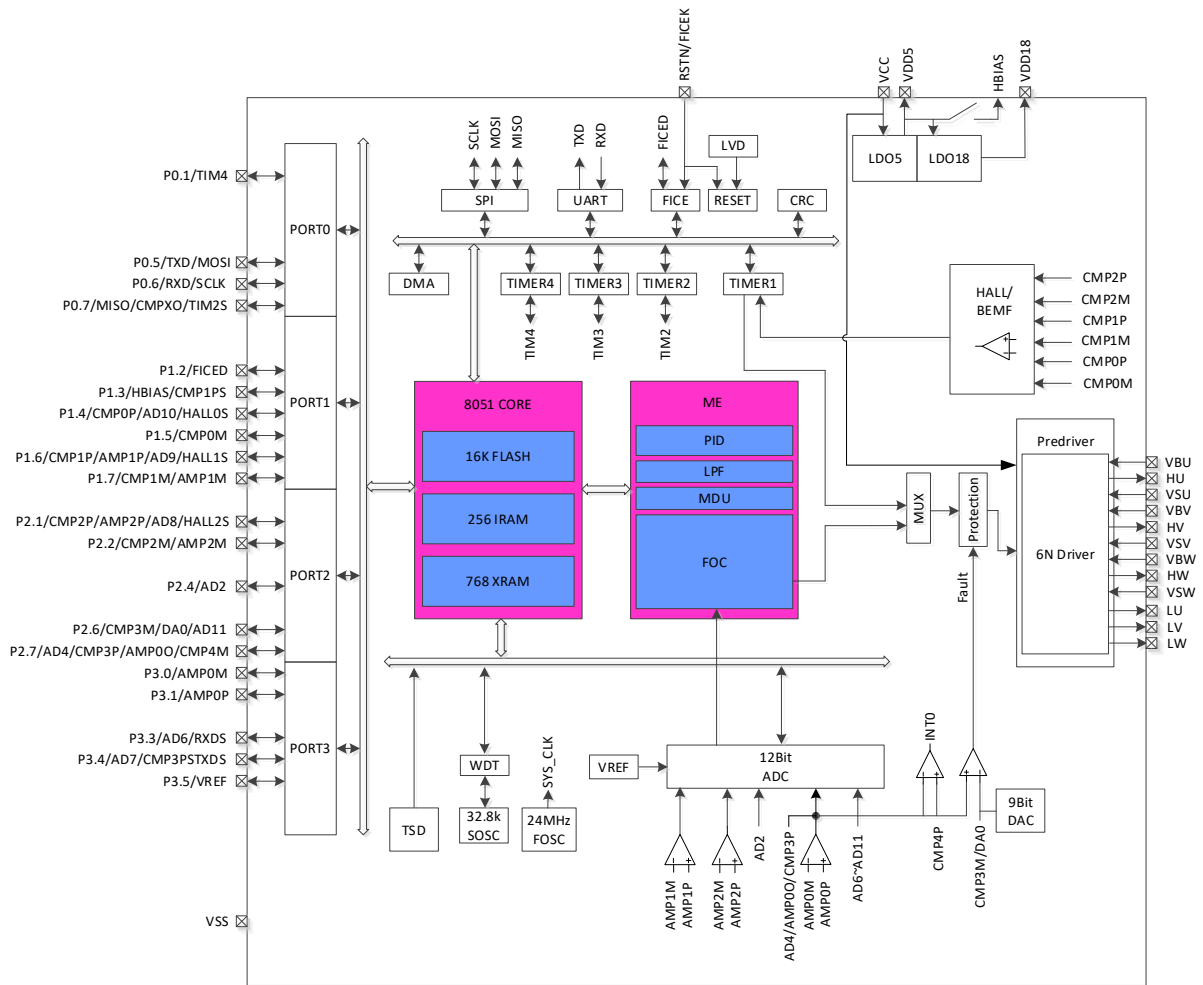 RSTN/FICEK
VCC
VDD5
HBIAS
VDD18
SCLK
MOSI
MISO
TXD
RXD
FICED
LVD
LDO5
LDO18
SPI
UART
FICE
RESET
CRC
DMA
TIMER4
TIMER3
TIMER2
TIMER1
TIM4
TIM3
TIM2
HALL/
BEMF
CMP2P
CMP2M
CMP1P
CMP1M
CMP0P
CMP0M
P0.1/TIM4
P0.5/TXD/MOSI
P0.6/RXD/SCLK
P0.7/MISO/CMPXO/TIM2S
P1.2/FICED
P1.3/HBIAS/CMP1PS
P1.4/CMP0P/AD10/HALL0S
P1.5/CMP0M
P1.6/CMP1P/AMP1P/AD9/HALL1S
P1.7/CMP1M/AMP1M
P2.1/CMP2P/AMP2P/AD8/HALL2S
P2.2/CMP2M/AMP2M
P2.4/AD2
P2.6/CMP3M/DA0/AD11
P2.7/AD4/CMP3P/AMP0O/CMP4M
P3.0/AMP0M
P3.1/AMP0P
P3.3/AD6/RXDS
P3.4/AD7/CMP3PSTXDS
P3.5/VREF
VSS
PORT0
PORT1
PORT2
PORT3
8051 CORE
16K FLASH
256 IRAM
768 XRAM
ME
PID
LPF
MDU
FOC
MUX
Protection
Fault
Predriver
6N Driver
VBU
HU
VSU
VBV
HV
VSV
VBW
HW
VSW
LU
LV
LW
TSD
WDT
32.8k
SOSC
SYS_CLK
24MHz
FOSC
VREF
12Bit
ADC
INT0
9Bit
DAC
AMP1M
AMP1P
AMP2M
AMP2P
AD2
AD4/AMP0O/CMP3P
AMP0M
AMP0P
AD6~AD11
CMP4P
CMP3M/DA0